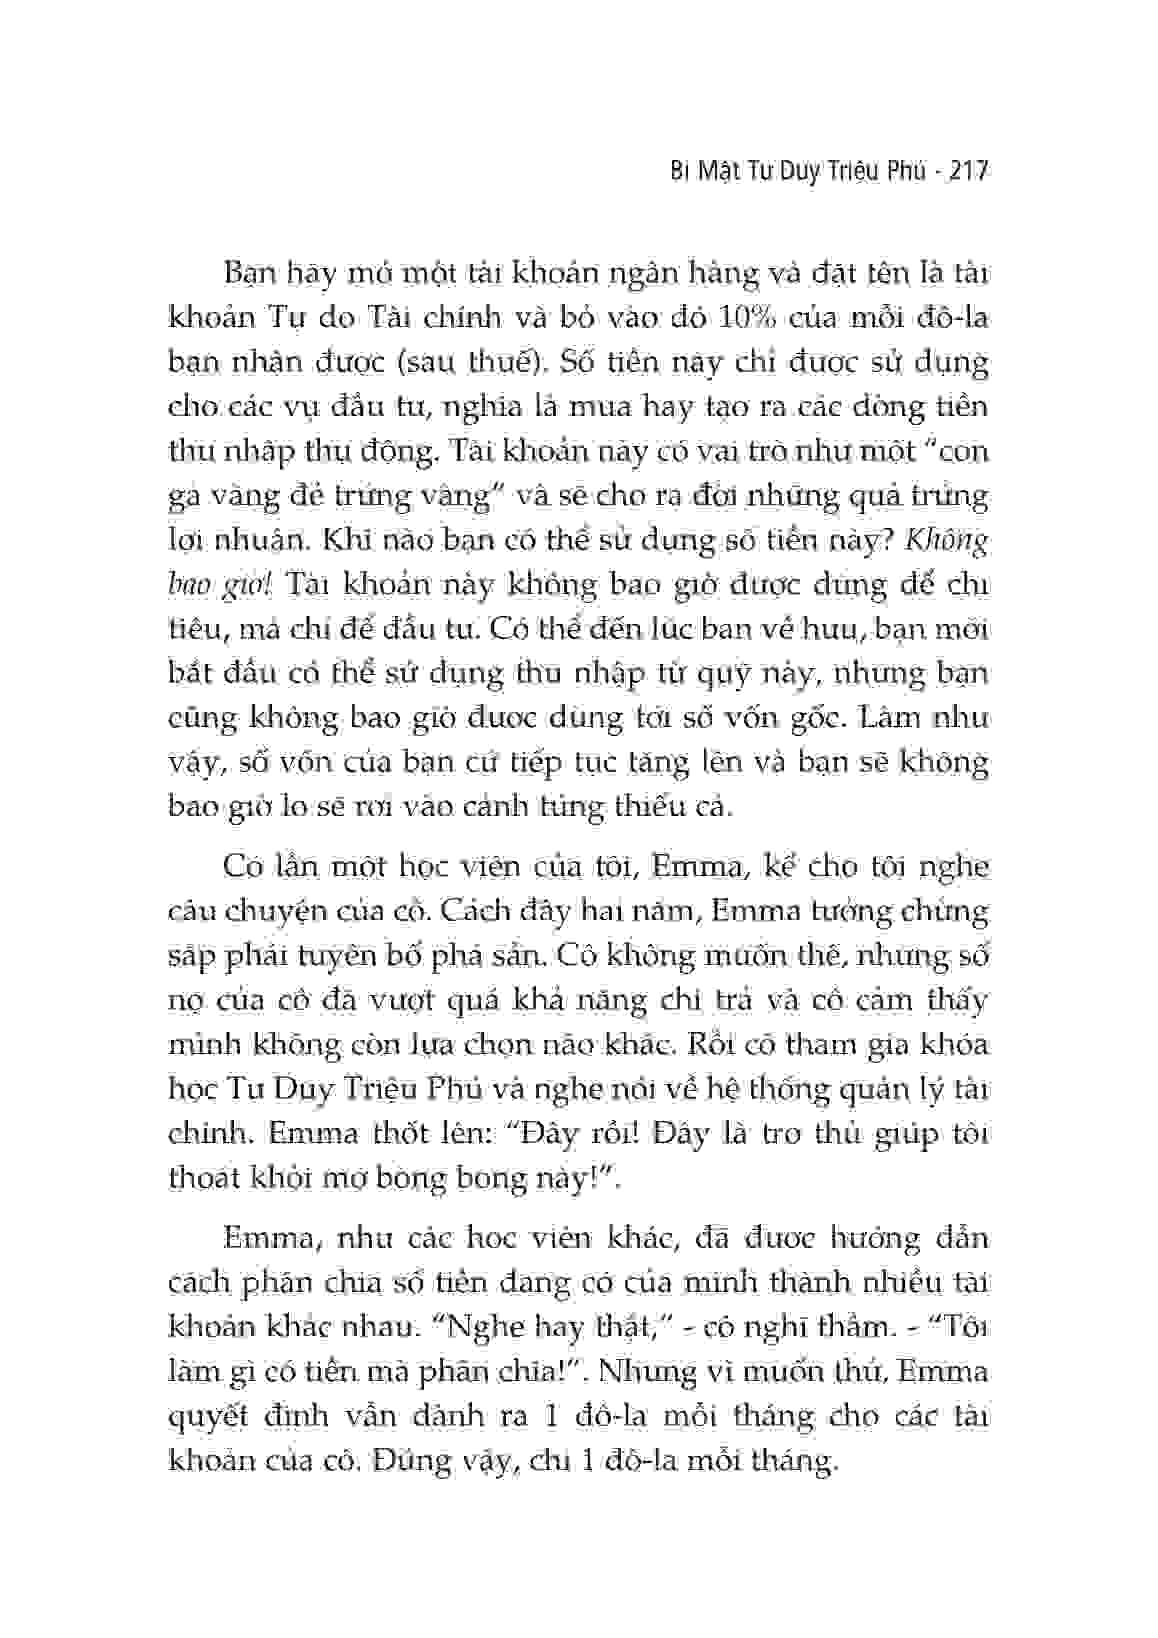 Bí Mật Tư Duy Triệu Phú - 217
Bạn hãy mở một tài khoản ngân hàng và đặt tên là tài
khoản Tự do Tài chính và bỏ vào đó 10% của mỗi đô-la
bạn nhận được (sau thuế). Số tiền này chỉ được sử dụng
cho các vụ đầu tư, nghĩa là mua hay tạo ra các dòng tiền
thu nhập thụ động. Tài khoản này có vai trò như một “con
gà vàng đẻ trứng vàng” và sẽ cho ra đời những quả trứng
lợi nhuận. Khi nào bạn có thể sử dụng số tiền này? Không
bao giờ! Tài khoản này không bao giờ được dùng để chi
tiêu, mà chỉ để đầu tư. Có thể đến lúc bạn về hưu, bạn mới
bắt đầu có thể sử dụng thu nhập từ quỹ này, nhưng bạn
cũng không bao giờ được dùng tới số vốn gốc. Làm như
vậy, số vốn của bạn cứ tiếp tục tăng lên và bạn sẽ không
bao giờ lo sẽ rơi vào cảnh túng thiếu cả.
Có lần một học viên của tôi, Emma, kể cho tôi nghe
câu chuyện của cô. Cách đây hai năm, Emma tưởng chừng
sắp phải tuyên bố phá sản. Cô không muốn thế, nhưng số
nợ của cô đã vượt quá khả năng chi trả và cô cảm thấy
mình không còn lựa chọn nào khác. Rồi cô tham gia khóa
học Tư Duy Triệu Phú và nghe nói về hệ thống quản lý tài
chính. Emma thốt lên: “Đây rồi! Đây là trợ thủ giúp tôi
thoát khỏi mớ bòng bong này!”.
Emma, như các học viên khác, đã được hướng dẫn
cách phân chia số tiền đang có của mình thành nhiều tài
khoản khác nhau. “Nghe hay thật,” - cô nghĩ thầm. - “Tôi
làm gì có tiền mà phân chia!”. Nhưng vì muốn thử, Emma
quyết định vẫn dành ra 1 đô-la mỗi tháng cho các tài
khoản của cô. Đúng vậy, chỉ 1 đô-la mỗi tháng.